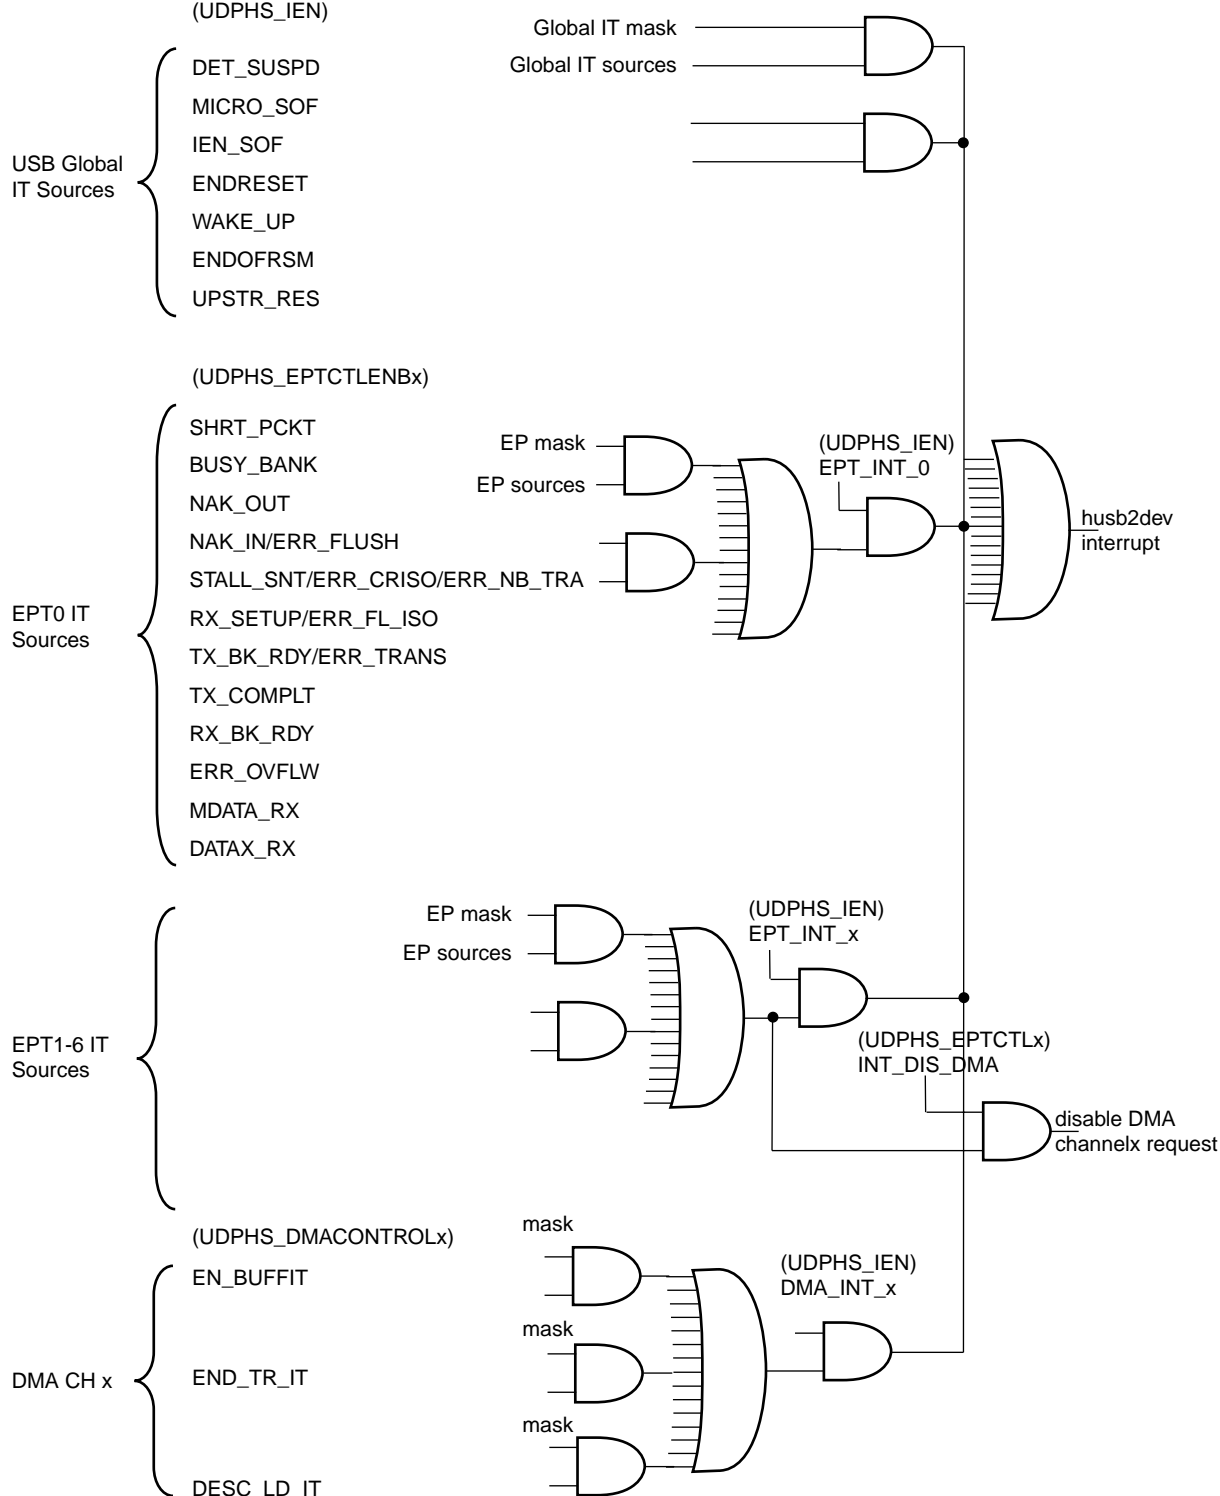 (UDPHS_IEN)
Global IT mask
Global IT sources
USB Global
IT Sources
DET_SUSPD
MICRO_SOF
IEN_SOF
ENDRESET
WAKE_UP
ENDOFRSM
UPSTR_RES
(UDPHS_EPTCTLENBx)
EPT0 IT
Sources
SHRT_PCKT
BUSY_BANK
NAK_OUT
NAK_IN/ERR_FLUSH
STALL_SNT/ERR_CRISO/ERR_NB_TRA
RX_SETUP/ERR_FL_ISO
TX_BK_RDY/ERR_TRANS
TX_COMPLT
RX_BK_RDY
ERR_OVFLW
MDATA_RX
DATAX_RX
EP mask
EP sources
(UDPHS_IEN)
EPT_INT_0
husb2dev
interrupt
EPT1-6 IT
Sources
EP mask
EP sources
(UDPHS_IEN)
EPT_INT_x
(UDPHS_EPTCTLx)
INT_DIS_DMA
disable DMA
channelx request
(UDPHS_DMACONTROLx)
DMA CH x
EN_BUFFIT
END_TR_IT
DESC_LD_IT
mask
mask
mask
(UDPHS_IEN)
DMA_INT_x